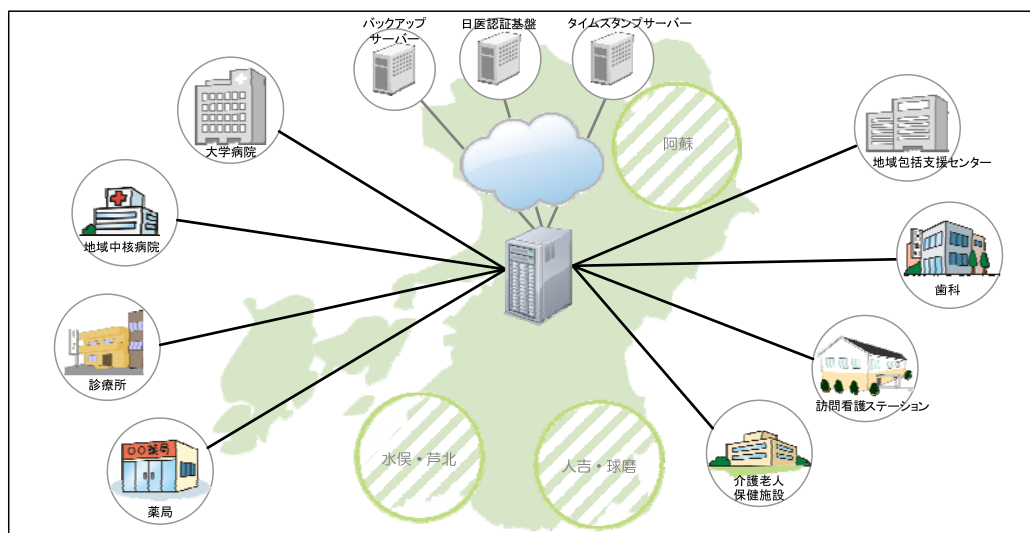 バックアップ
サーバー
日医認証基盤
タイムスタンプサーバー
大学病院
阿蘇
地域包括支援センター
地域中核病院
歯科
診療所
訪問看護ステーション
〇〇薬局
薬局
水俣・芦北
人吉・球磨
介護老人
保健施設